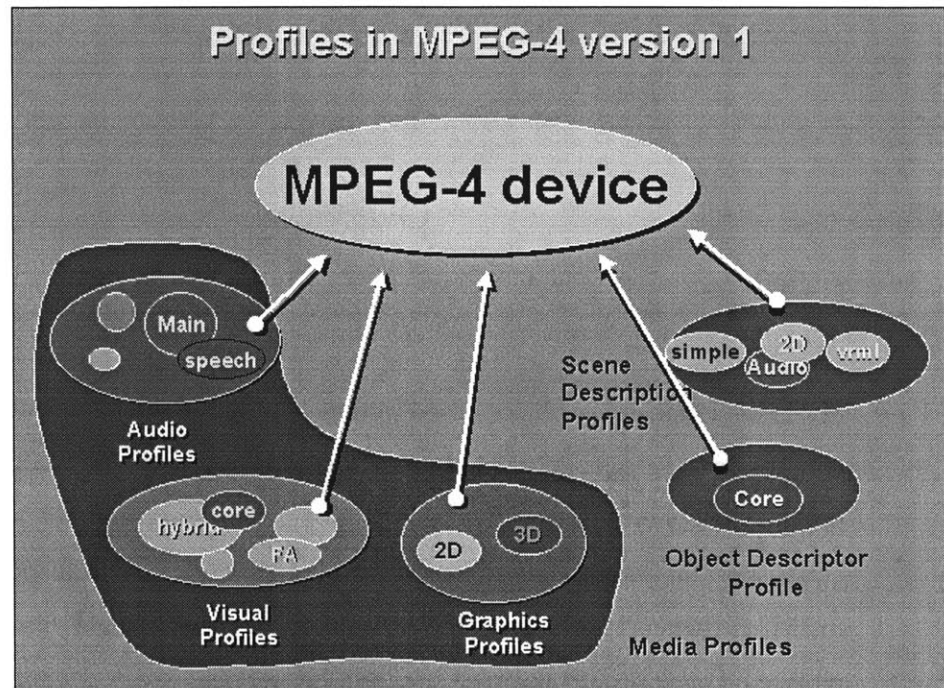 Profiles in MPEG-4 version 1
MPEG-4 device
Main
speech
Audio
Profiles
simple
2D
vrml
Audio
Scene
Description
Profiles
Core
Object Descriptor
Profile
hybrid
core
FA
Visual
Profiles
2D
3D
Graphics
Profiles
Media Profiles